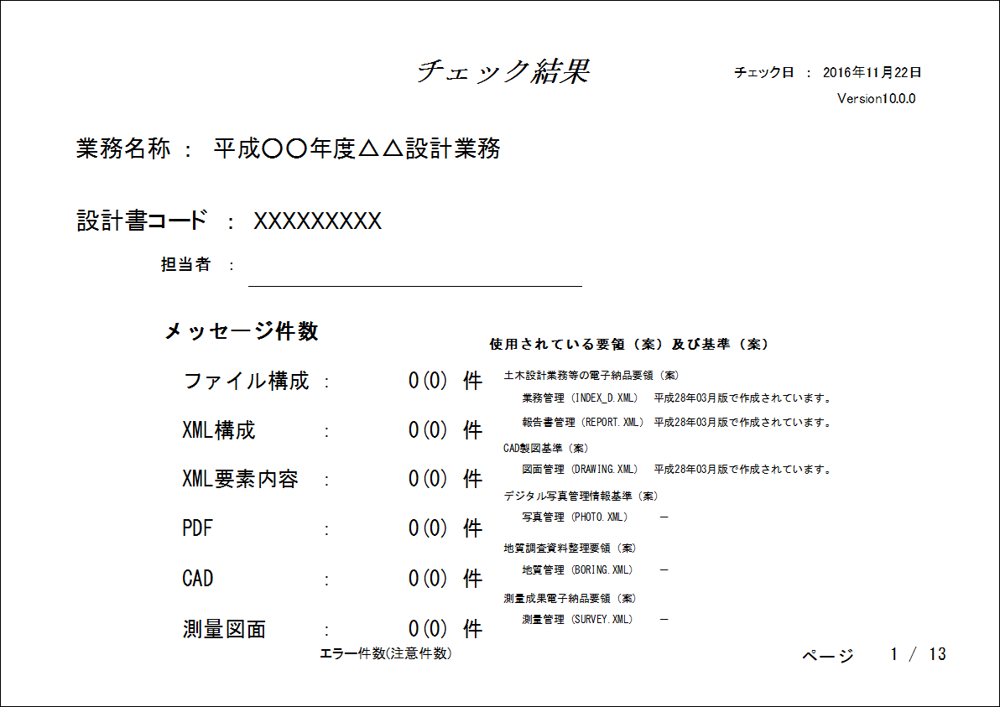 チェック結果
チェック日 ： 2016年11月22日
Version10.0.0
業務名称 ： 平成〇〇年度△△設計業務
設計書コード ： XXXXXXXXX
担当者 ：
メッセージ件数
使用されている要領（案）及び基準（案）
ファイル構成 ： 0(0) 件
土木設計業務等の電子納品要領（案）
業務管理（INDEX_D.XML） 平成28年03月版で作成されています。
報告書管理（REPORT.XML） 平成28年03月版で作成されています。
XML構成 ： 0(0) 件
CAD製図基準（案）
図面管理（DRAWING.XML） 平成28年03月版で作成されています。
XML要素内容 ： 0(0) 件
デジタル写真管理情報基準（案）
写真管理（PHOTO.XML） －
PDF ： 0(0) 件
地質調査資料整理要領（案）
地質管理（BORING.XML） －
CAD ： 0(0) 件
測量成果電子納品要領（案）
測量管理（SURVEY.XML） －
測量図面 ： 0(0) 件
エラー件数(注意件数)
ページ 1 / 13